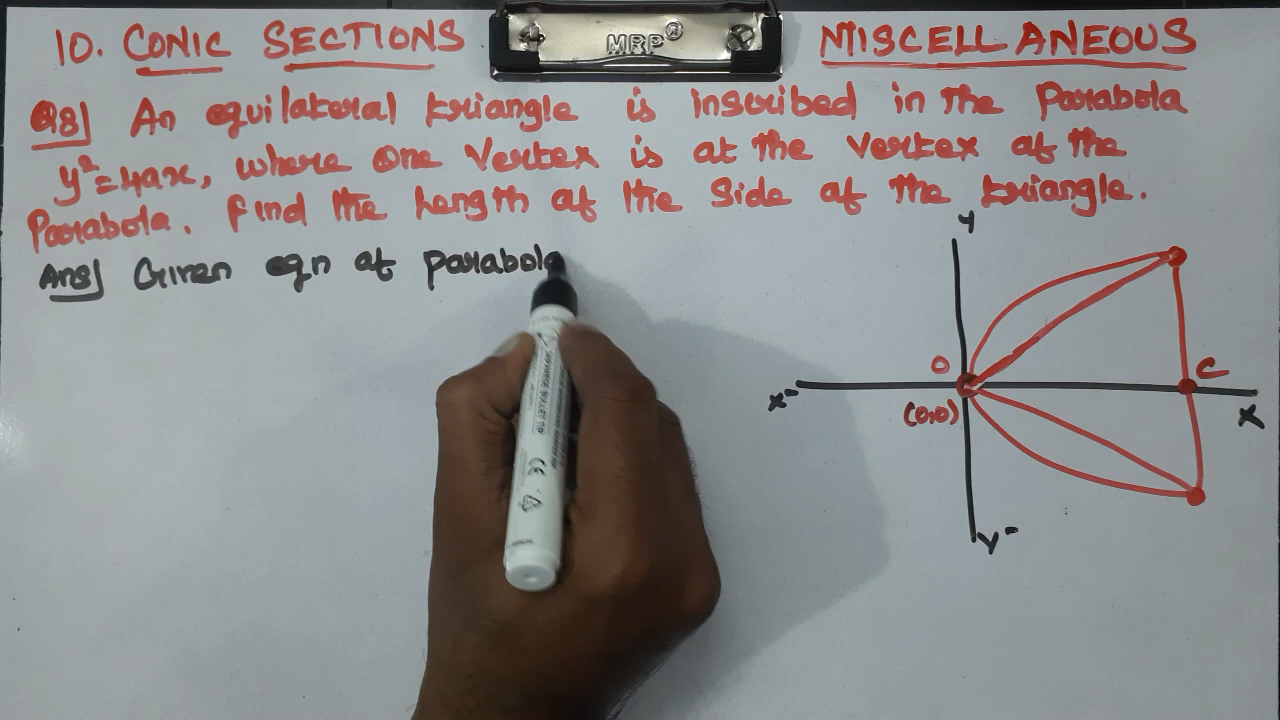 10. CONIC SECTIONS
MRP®
MISCELLANEOUS
Q8] An equilateral triangle is inscribed in the Parabola
y²=4ax, where one vertex is at the vertex of the
Parabola. Find the Length of the Side of the triangle.
Ans] Given eqn of parabola
Y
O
C
X-
(0,0)
X
Y-
CE